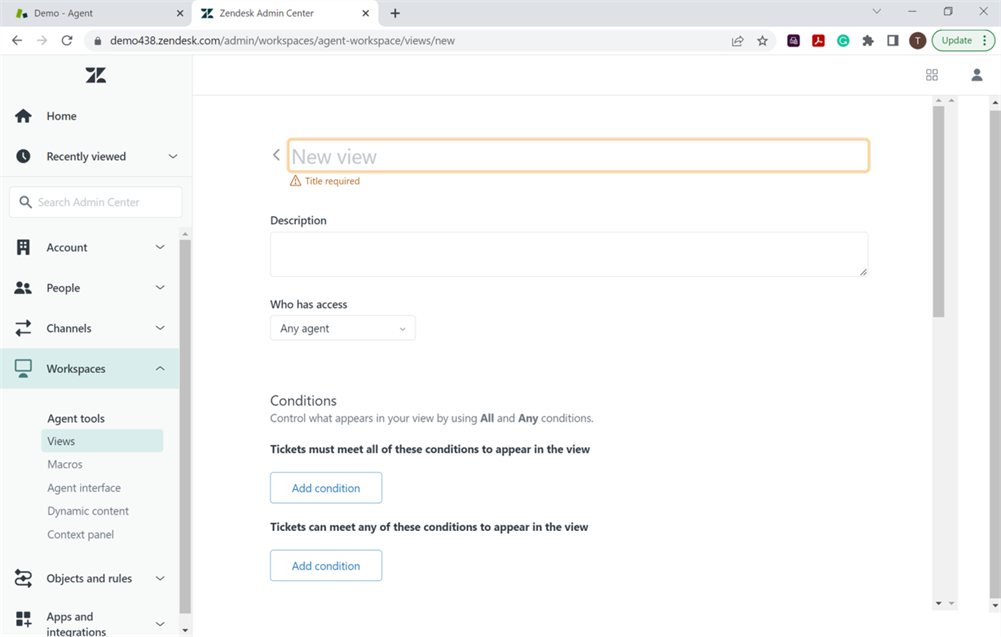 Demo - Agent
Zendesk Admin Center
demo438.zendesk.com/admin/workspaces/agent-workspace/views/new
T
Update
Home
Recently viewed
Search Admin Center
Account
People
Channels
Workspaces
Agent tools
Views
Macros
Agent interface
Dynamic content
Context panel
Objects and rules
Apps and
integrations
New view
Title required
Description
Who has access
Any agent
Conditions
Control what appears in your view by using All and Any conditions.
Tickets must meet all of these conditions to appear in the view
Add condition
Tickets can meet any of these conditions to appear in the view
Add condition